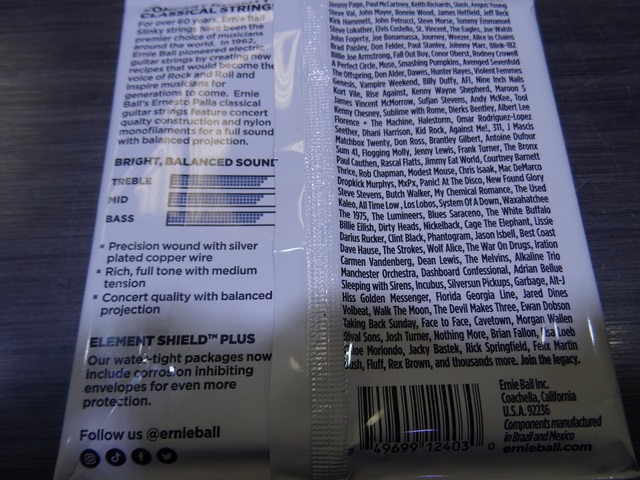 CLASSICAL STRINGS
For over 60 years, Ernie Ball
Slinky strings have been the
premier choice of musicians
around the world. In 1962,
Ernie Ball pioneered electric
guitar strings by creating new
recipes that would become the
voice of Rock and Roll and
inspire musicians for
generations to come. Ernie
Ball's Ernesto Palla classical
guitar strings feature concert
quality construction and nylon
monofilaments for a full sound
with balanced projection.
BRIGHT, BALANCED SOUN
TREBLE
MID
BASS
▪ Precision wound with silver
plated copper wire
▪ Rich, full tone with medium
tension
▪ Concert quality with balanced
projection
ELEMENT SHIELD™ PLUS
Our water-tight packages now
include corrosion inhibiting
envelopes for even more
protection.
Follow us @ernieball
Jimmy Page, Paul McCartney, Keith Richards, Slash, Angus Young
Steve Vai, John Mayer, Ronnie Wood, James Hetfield, Jeff Beck
Kirk Hammett, John Petrucci, Steve Morse, Tommy Emmanuel
Steve Lukather, Elvis Costello, St. Vincent, The Eagles, Joe Walsh
John Fogerty, Joe Bonamassa, Journey, Weezer, Alice in Chains
Brad Paisley, Don Felder, Paul Stanley, Johnny Marr, Blink-182
Billie Joe Armstrong, Fall Out Boy, Conor Oberst, Rodney Crowell
A Perfect Circle, Muse, Smashing Pumpkins, Avenged Sevenfold
The Offspring, Don Alder, Dawes, Hunter Hayes, Violent Femmes
Genesis, Vampire Weekend, Billy Duffy, AFI, Nine Inch Nails
Kurt Vile, Rise Against, Kenny Wayne Shepherd, Maroon 5
James Vincent McMorrow, Sufjan Stevens, Andy McKee, Tool
Kenny Chesney, Sublime with Rome, Dierks Bentley, Albert Lee
Florence + The Machine, Halestorm, Omar Rodriguez-Lopez
Seether, Dhani Harrison, Kid Rock, Against Me!, 311, J Mascis
Matchbox Twenty, Don Ross, Brantley Gilbert, Antoine Dufour
Sum 41, Flogging Molly, Jenny Lewis, Frank Turner, The Bronx
Paul Cauthen, Rascal Flatts, Jimmy Eat World, Courtney Barnett
Thrice, Rob Chapman, Modest Mouse, Chris Isaak, Mac DeMarco
Dropkick Murphys, MxPx, Panic! At The Disco, New Found Glory
Steve Stevens, Butch Walker, My Chemical Romance, The Used
Kaleo, All Time Low, Los Lobos, System Of A Down, Waxahatchee
The 1975, The Lumineers, Blues Saraceno, The White Buffalo
Billie Eilish, Dirty Heads, Nickelback, Cage The Elephant, Lissie
Darius Rucker, Clint Black, Phantogram, Jason Isbell, Best Coast
Dave Hause, The Strokes, Wolf Alice, The War On Drugs, Iration
Carmen Vandenberg, Dean Lewis, The Melvins, Alkaline Trio
Manchester Orchestra, Dashboard Confessional, Adrian Bellue
Sleeping with Sirens, Incubus, Silversun Pickups, Garbage, Alt-J
Hiss Golden Messenger, Florida Georgia Line, Jared Dines
Volbeat, Walk The Moon, The Devil Makes Three, Ewan Dobson
Taking Back Sunday, Face to Face, Cavetown, Morgan Wallen
Rival Sons, Josh Turner, Nothing More, Brian Fallon, Lisa Loeb
Moriondo, Jacky Bastek, Rick Springfield, Felix Martin
Fluff, Rex Brown, and thousands more. Join the legacy.
49699 12403 0
Ernie Ball Inc.
Coachella, California
U.S.A. 92236
Components manufactured
in Brazil and Mexico
ernieball.com